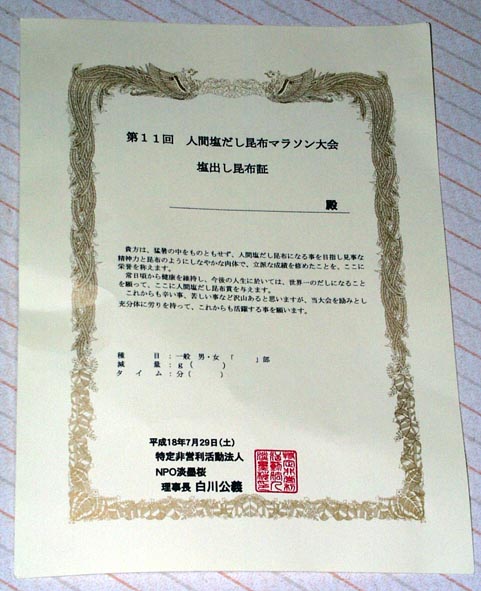 第11回　人間塩だし昆布マラソン大会
塩出し昆布証
殿
貴方は、猛暑の中をものともせず、人間塩だし昆布になる事を目指し見事な
精神力と昆布のようにしなやかな肉体で、立派な成績を修めたことを、ここに
栄誉を称えます。
常日頃から健康を維持し、今後の人生に於いては、世界一のだしになること
を願って、ここに人間塩だし昆布賞を与えます。
これからも辛い事、苦しい事など沢山あると思いますが、当大会を励みとし
充分体に労りを持って、これからも活躍する事を願います。
種　　目：一般　男・女　「　　　」部
減　　量：g（　　　　）
タ　イ　ム：分（　　　　）
平成18年7月29日(土)
特定非営利活動法人
NPO淡墨桜
理事長 白川公義